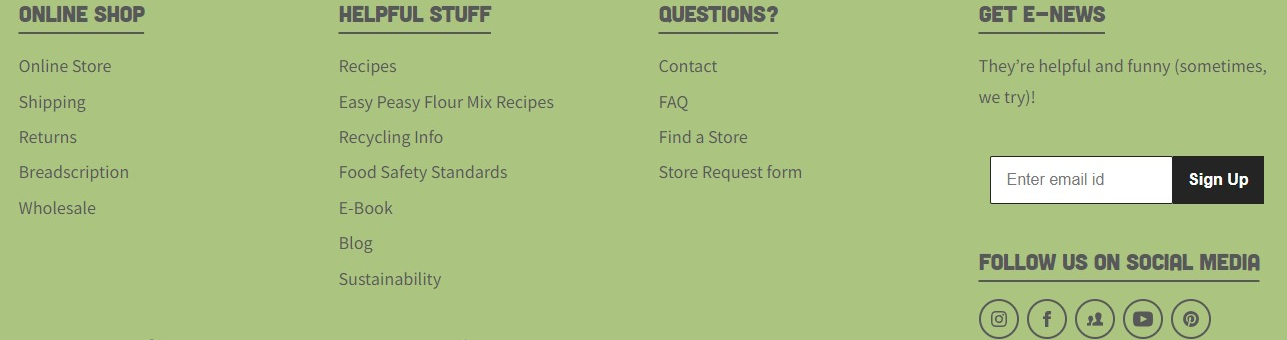 ONLINE SHOP
Online Store
Shipping
Returns
Breadscription
Wholesale
HELPFUL STUFF
Recipes
Easy Peasy Flour Mix Recipes
Recycling Info
Food Safety Standards
E-Book
Blog
Sustainability
QUESTIONS?
Contact
FAQ
Find a Store
Store Request form
GET E-NEWS
They’re helpful and funny (sometimes,
we try)!
Enter email id
Sign Up
FOLLOW US ON SOCIAL MEDIA